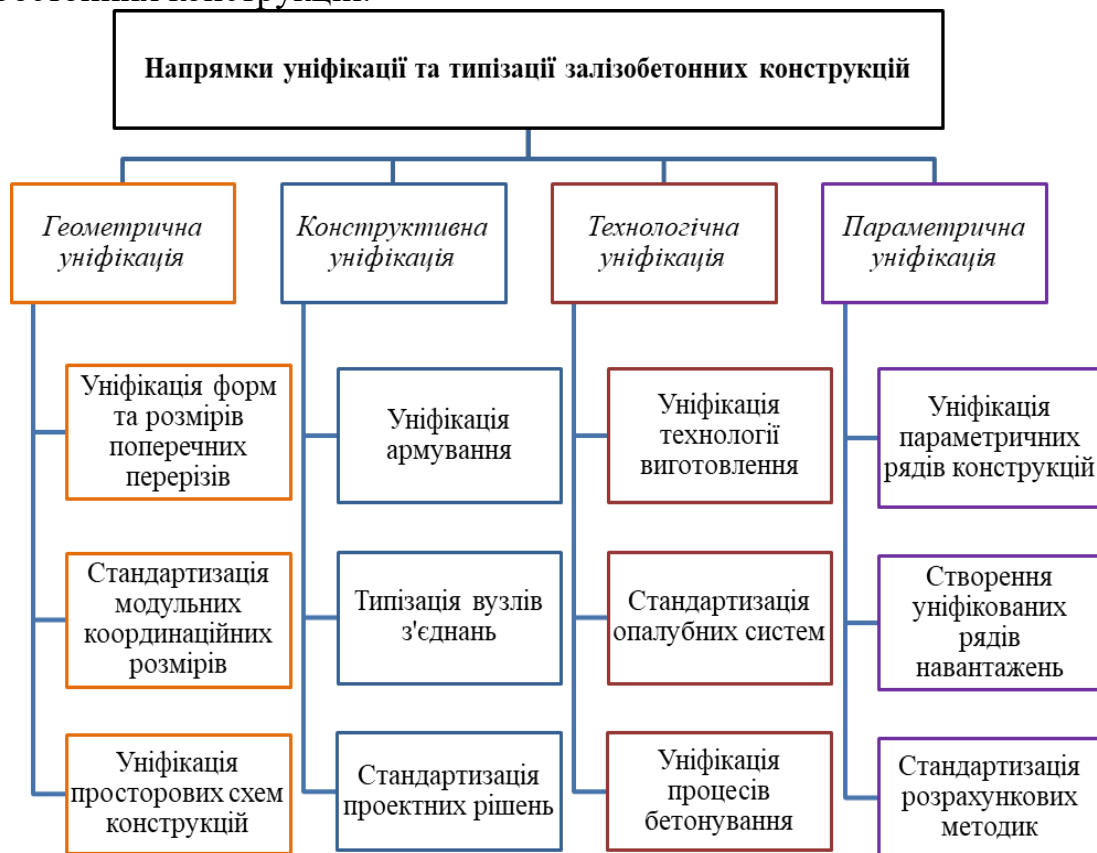 Напрямки уніфікації та типізації залізобетонних конструкцій
Геометрична
уніфікація
Уніфікація форм
та розмірів
поперечних
перерізів
Стандартизація
модульних
координаційних
розмірів
Уніфікація
просторових схем
конструкцій
Конструктивна
уніфікація
Уніфікація
армування
Типізація вузлів
з'єднань
Стандартизація
проектних рішень
Технологічна
уніфікація
Уніфікація
технології
виготовлення
Стандартизація
опалубних систем
Уніфікація
процесів
бетонування
Параметрична
уніфікація
Уніфікація
параметричних
рядів конструкцій
Створення
уніфікованих
рядів
навантажень
Стандартизація
розрахункових
методик